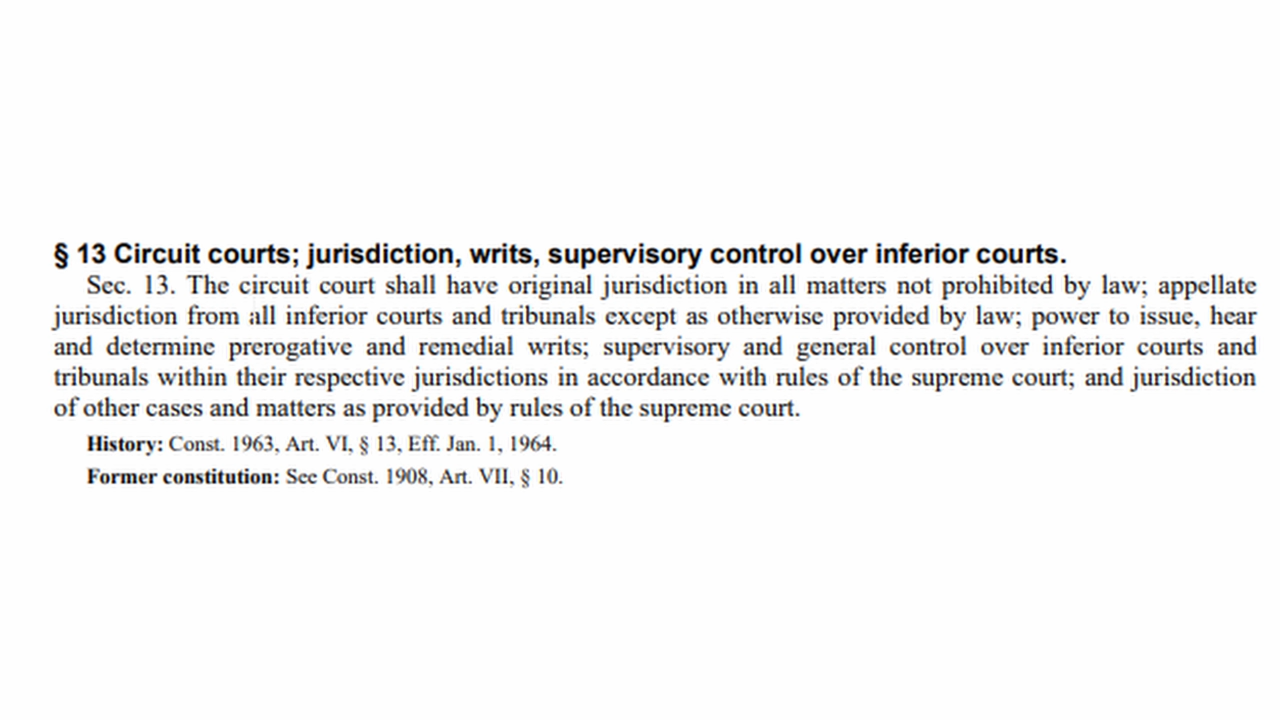 § 13 Circuit courts; jurisdiction, writs, supervisory control over inferior courts.
Sec. 13. The circuit court shall have original jurisdiction in all matters not prohibited by law; appellate
jurisdiction from all inferior courts and tribunals except as otherwise provided by law; power to issue, hear
and determine prerogative and remedial writs; supervisory and general control over inferior courts and
tribunals within their respective jurisdictions in accordance with rules of the supreme court; and jurisdiction
of other cases and matters as provided by rules of the supreme court.
History: Const. 1963, Art. VI, § 13, Eff. Jan. 1, 1964.
Former constitution: See Const. 1908, Art. VII, § 10.